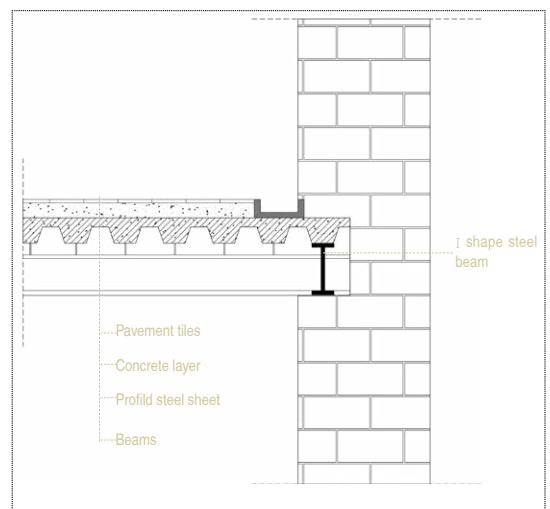 I shape steel
beam
Pavement tiles
Concrete layer
Profild steel sheet
Beams